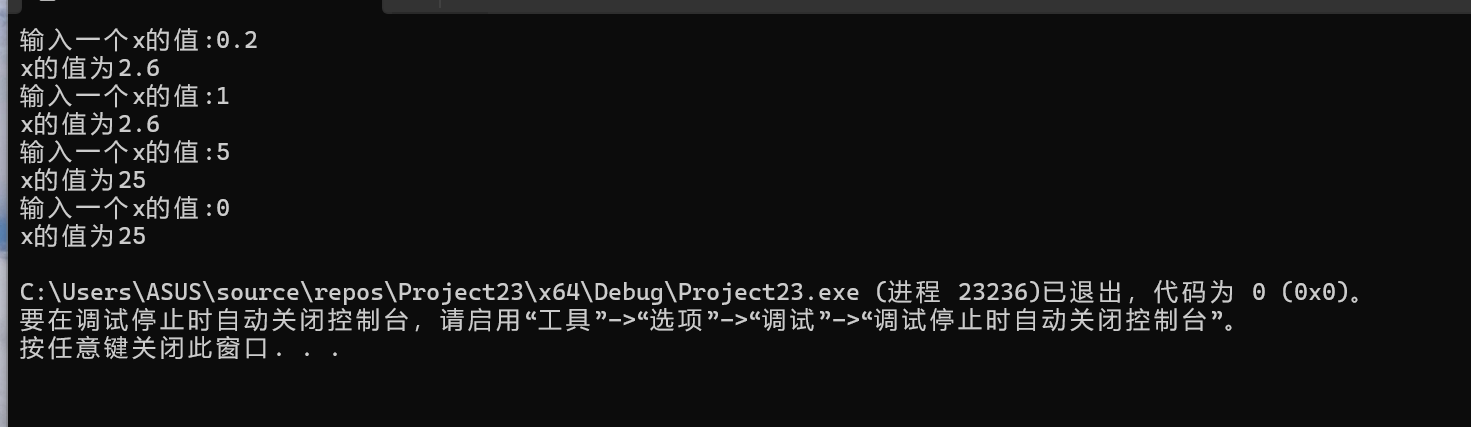 输入一个x的值:0.2
x的值为2.6
输入一个x的值:1
x的值为2.6
输入一个x的值:5
x的值为25
输入一个x的值:0
x的值为25
C:\Users\ASUS\source\repos\Project23\x64\Debug\Project23.exe (进程 23236)已退出，代码为 0 (0x0)。
要在调试停止时自动关闭控制台，请启用“工具”->“选项”->“调试”->“调试停止时自动关闭控制台”。
按任意键关闭此窗口. . .